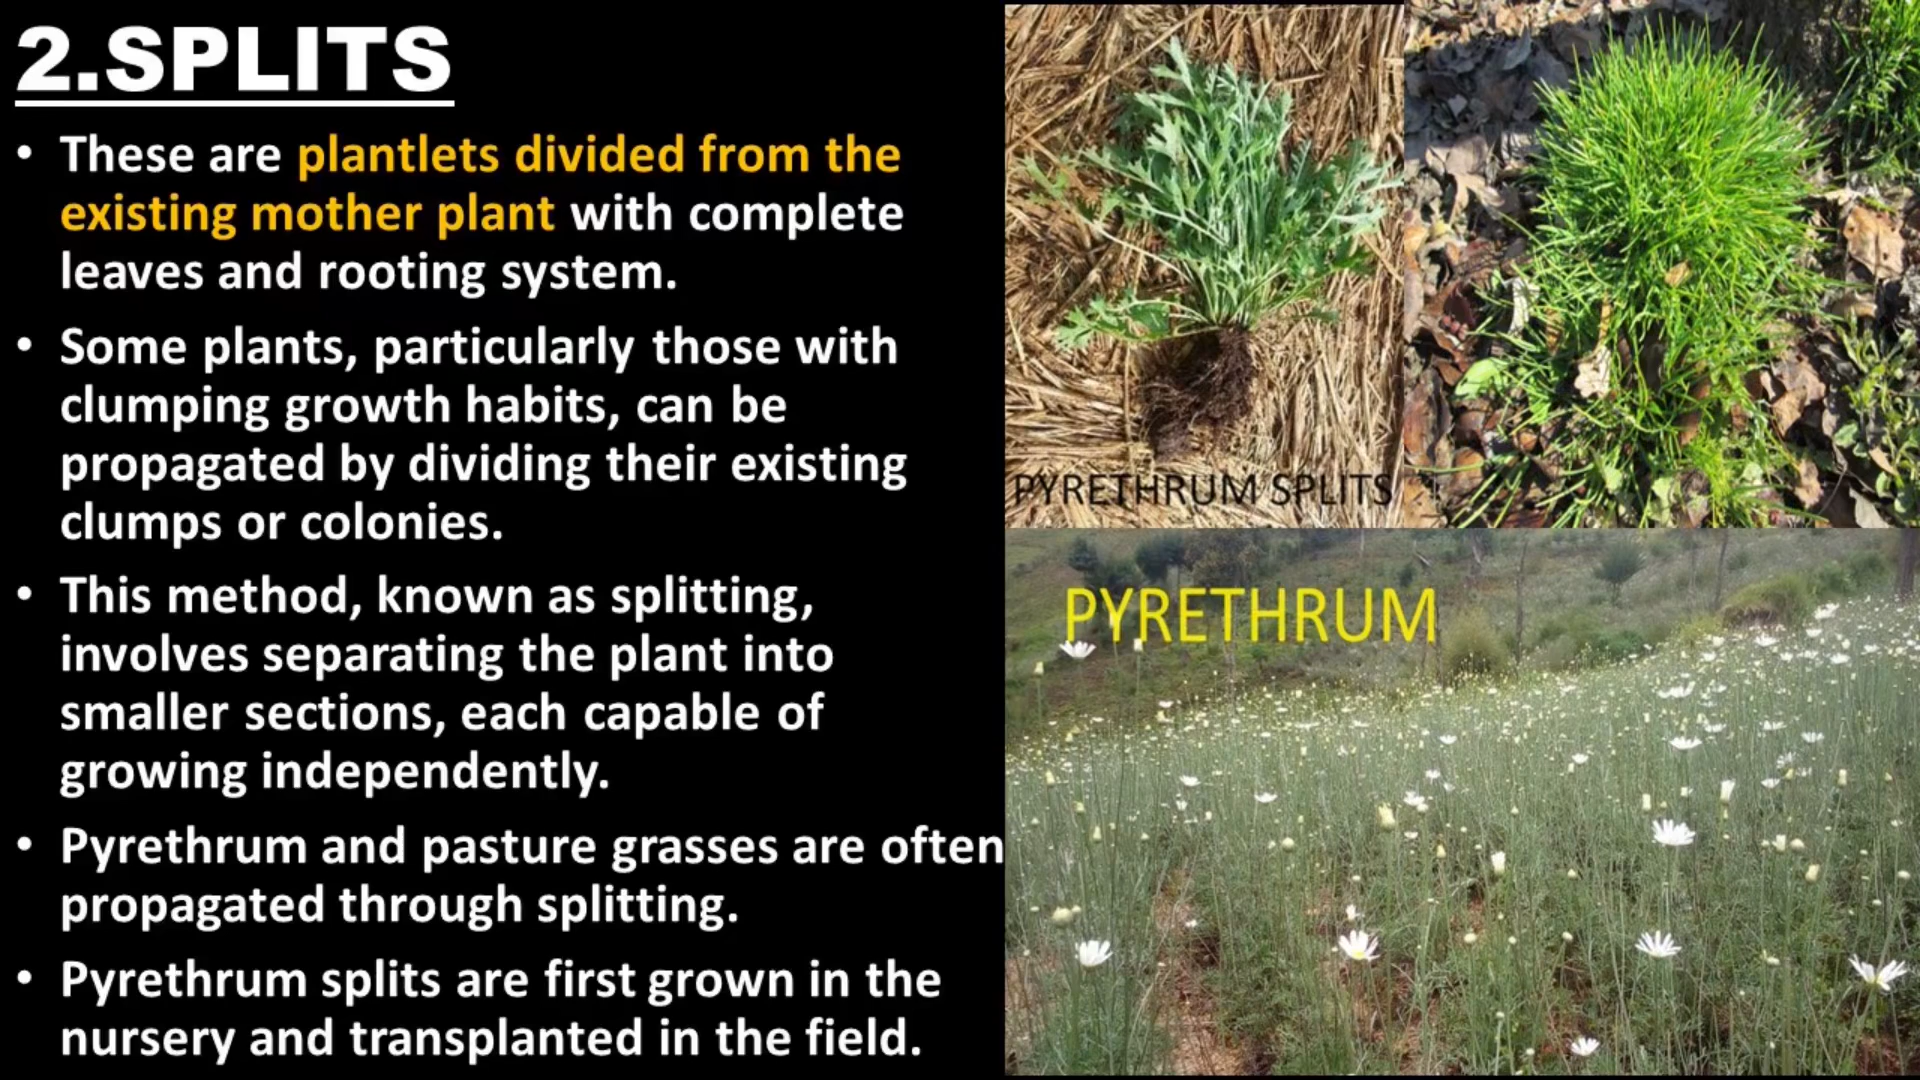 2.SPLITS
• These are plantlets divided from the
existing mother plant with complete
leaves and rooting system.
• Some plants, particularly those with
clumping growth habits, can be
propagated by dividing their existing
clumps or colonies.
• This method, known as splitting,
involves separating the plant into
smaller sections, each capable of
growing independently.
• Pyrethrum and pasture grasses are often
propagated through splitting.
• Pyrethrum splits are first grown in the
nursery and transplanted in the field.
PYRETHRUM SPLITS
PYRETHRUM